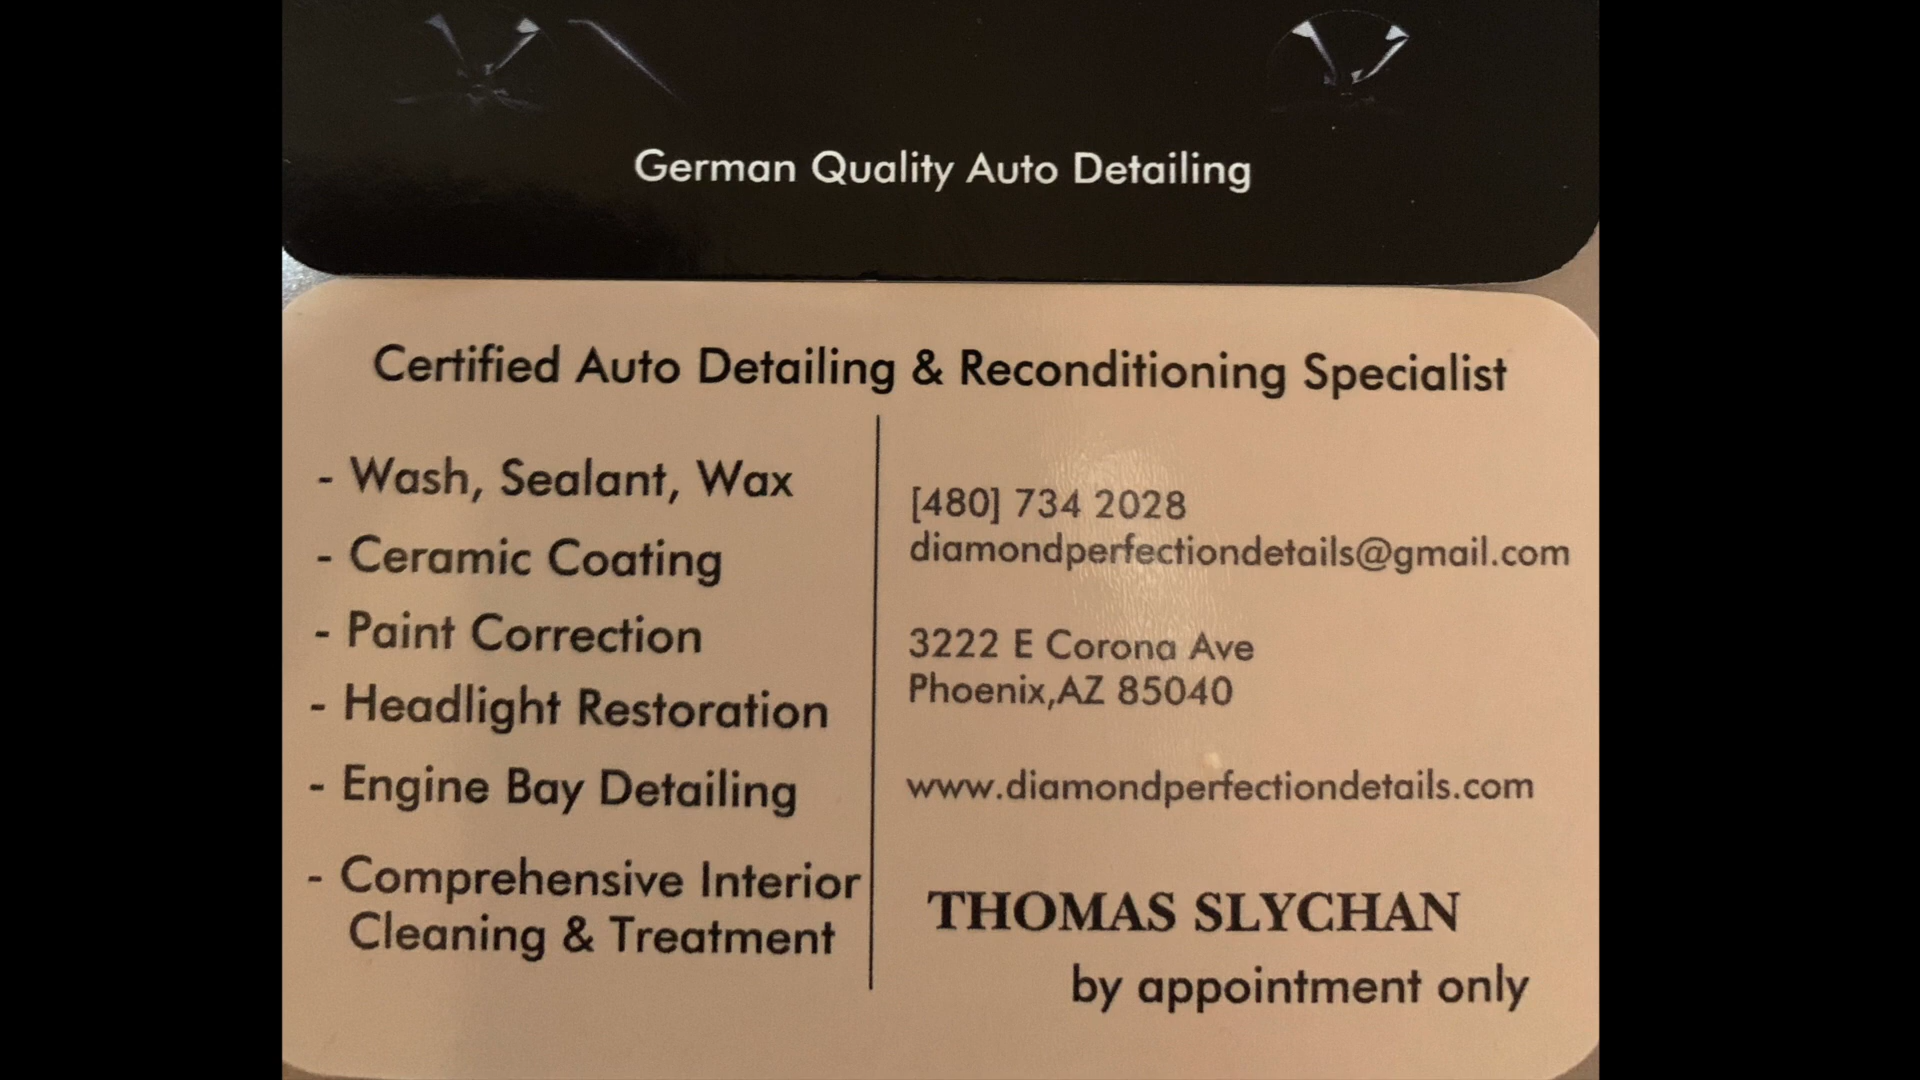 German Quality Auto Detailing
Certified Auto Detailing & Reconditioning Specialist
- Wash, Sealant, Wax
- Ceramic Coating
- Paint Correction
- Headlight Restoration
- Engine Bay Detailing
- Comprehensive Interior
Cleaning & Treatment
[480] 734 2028
diamondperfectiondetails@gmail.com
3222 E Corona Ave
Phoenix,AZ 85040
www.diamondperfectiondetails.com
THOMAS SLYCHAN
by appointment only